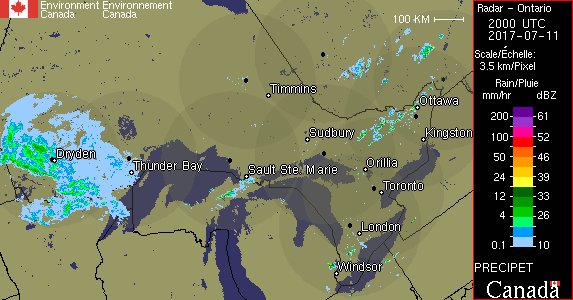 Environment Environnement
Canada Canada
100 KM
Timmins
Ottawa
Sudbury
Kingston
Dryden
Thunder Bay
Sault Ste. Marie
Orillia
Toronto
London
Windsor
Radar - Ontario
2000 UTC
2017-07-11
Scale/Échelle:
3.5 km/Pixel
Rain/Pluie
mm/hr dBZ
200 61
100 52
50 46
24 39
12 34
4 26
0.1 10
PRECIPET
Canada